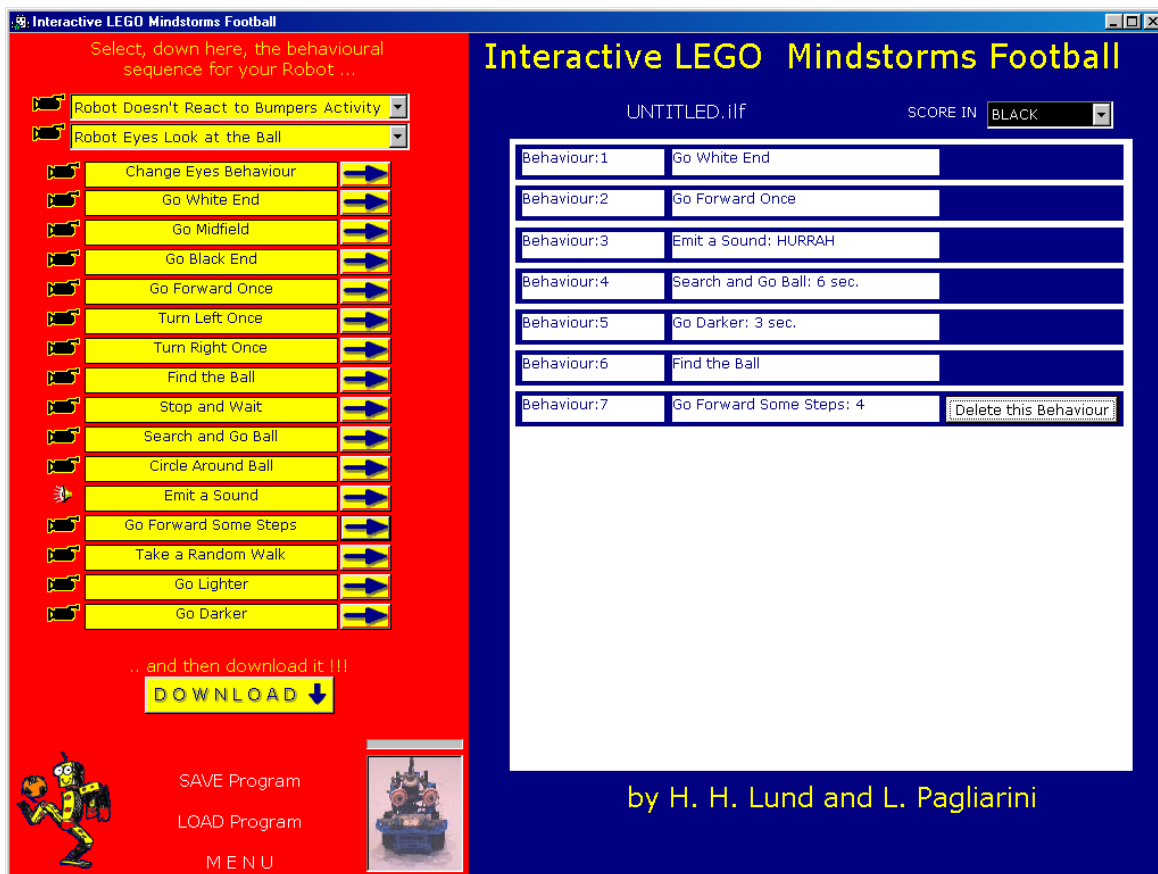 Interactive LEGO Mindstorms Football
Select, down here, the behavioural
sequence for your Robot ...
Robot Doesn't React to Bumpers Activity
Robot Eyes Look at the Ball
Change Eyes Behaviour
Go White End
Go Midfield
Go Black End
Go Forward Once
Turn Left Once
Turn Right Once
Find the Ball
Stop and Wait
Search and Go Ball
Circle Around Ball
Emit a Sound
Go Forward Some Steps
Take a Random Walk
Go Lighter
Go Darker
.. and then download it !!!
DOWNLOAD
SAVE Program
LOAD Program
MENU
Interactive LEGO Mindstorms Football
UNTITLED.ilf SCORE IN BLACK
Behaviour:1 Go White End
Behaviour:2 Go Forward Once
Behaviour:3 Emit a Sound: HURRAH
Behaviour:4 Search and Go Ball: 6 sec.
Behaviour:5 Go Darker: 3 sec.
Behaviour:6 Find the Ball
Behaviour:7 Go Forward Some Steps: 4 Delete this Behaviour
by H. H. Lund and L. Pagliarini